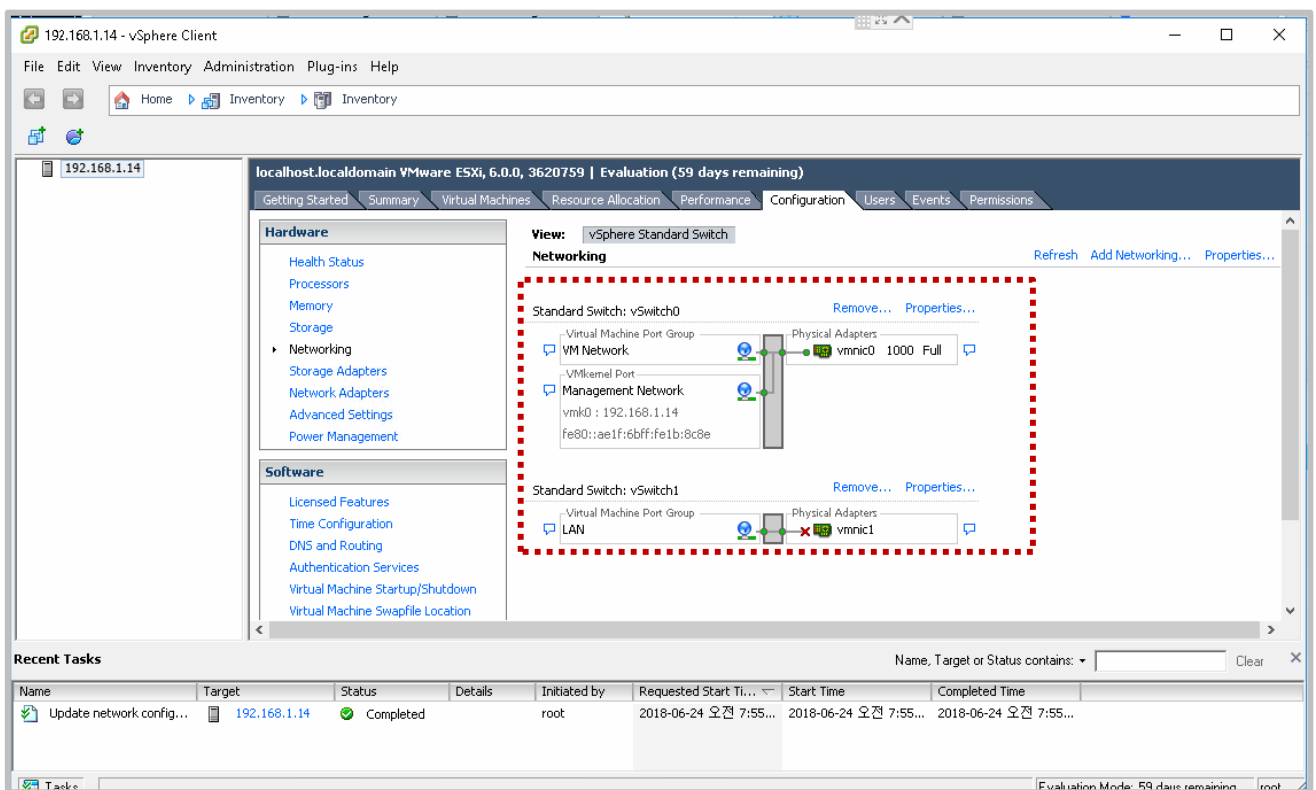 192.168.1.14 - vSphere Client
File Edit View Inventory Administration Plug-ins Help
Home Inventory Inventory
192.168.1.14
localhost.localdomain VMware ESXi, 6.0.0, 3620759 | Evaluation (59 days remaining)
Getting Started Summary Virtual Machines Resource Allocation Performance Configuration Users Events Permissions
Hardware
Health Status
Processors
Memory
Storage
Networking
Storage Adapters
Network Adapters
Advanced Settings
Power Management
Software
Licensed Features
Time Configuration
DNS and Routing
Authentication Services
Virtual Machine Startup/Shutdown
Virtual Machine Swapfile Location
View: vSphere Standard Switch
Networking
Refresh Add Networking... Properties...
Standard Switch: vSwitch0 Remove... Properties...
Virtual Machine Port Group Physical Adapters
VM Network vmnic0 1000 Full
VMkernel Port
Management Network
vmk0 : 192.168.1.14
fe80::ae1f:6bff:fe1b:8c8e
Standard Switch: vSwitch1 Remove... Properties...
Virtual Machine Port Group Physical Adapters
LAN vmnic1
Recent Tasks Name, Target or Status contains: Clear
Name Target Status Details Initiated by Requested Start Ti... Start Time Completed Time
Update network config... 192.168.1.14 Completed root 2018-06-24 오전 7:55... 2018-06-24 오전 7:55... 2018-06-24 오전 7:55...
Tasks Evaluation Mode: 59 days remaining root